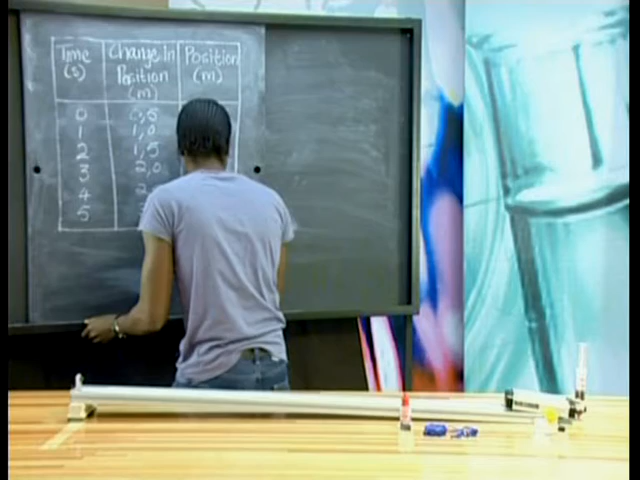 Time Change in Position
(s) Position (m)
(m)
0 0,5
1 1,0
2 1,5
3 2,0
4 2
5